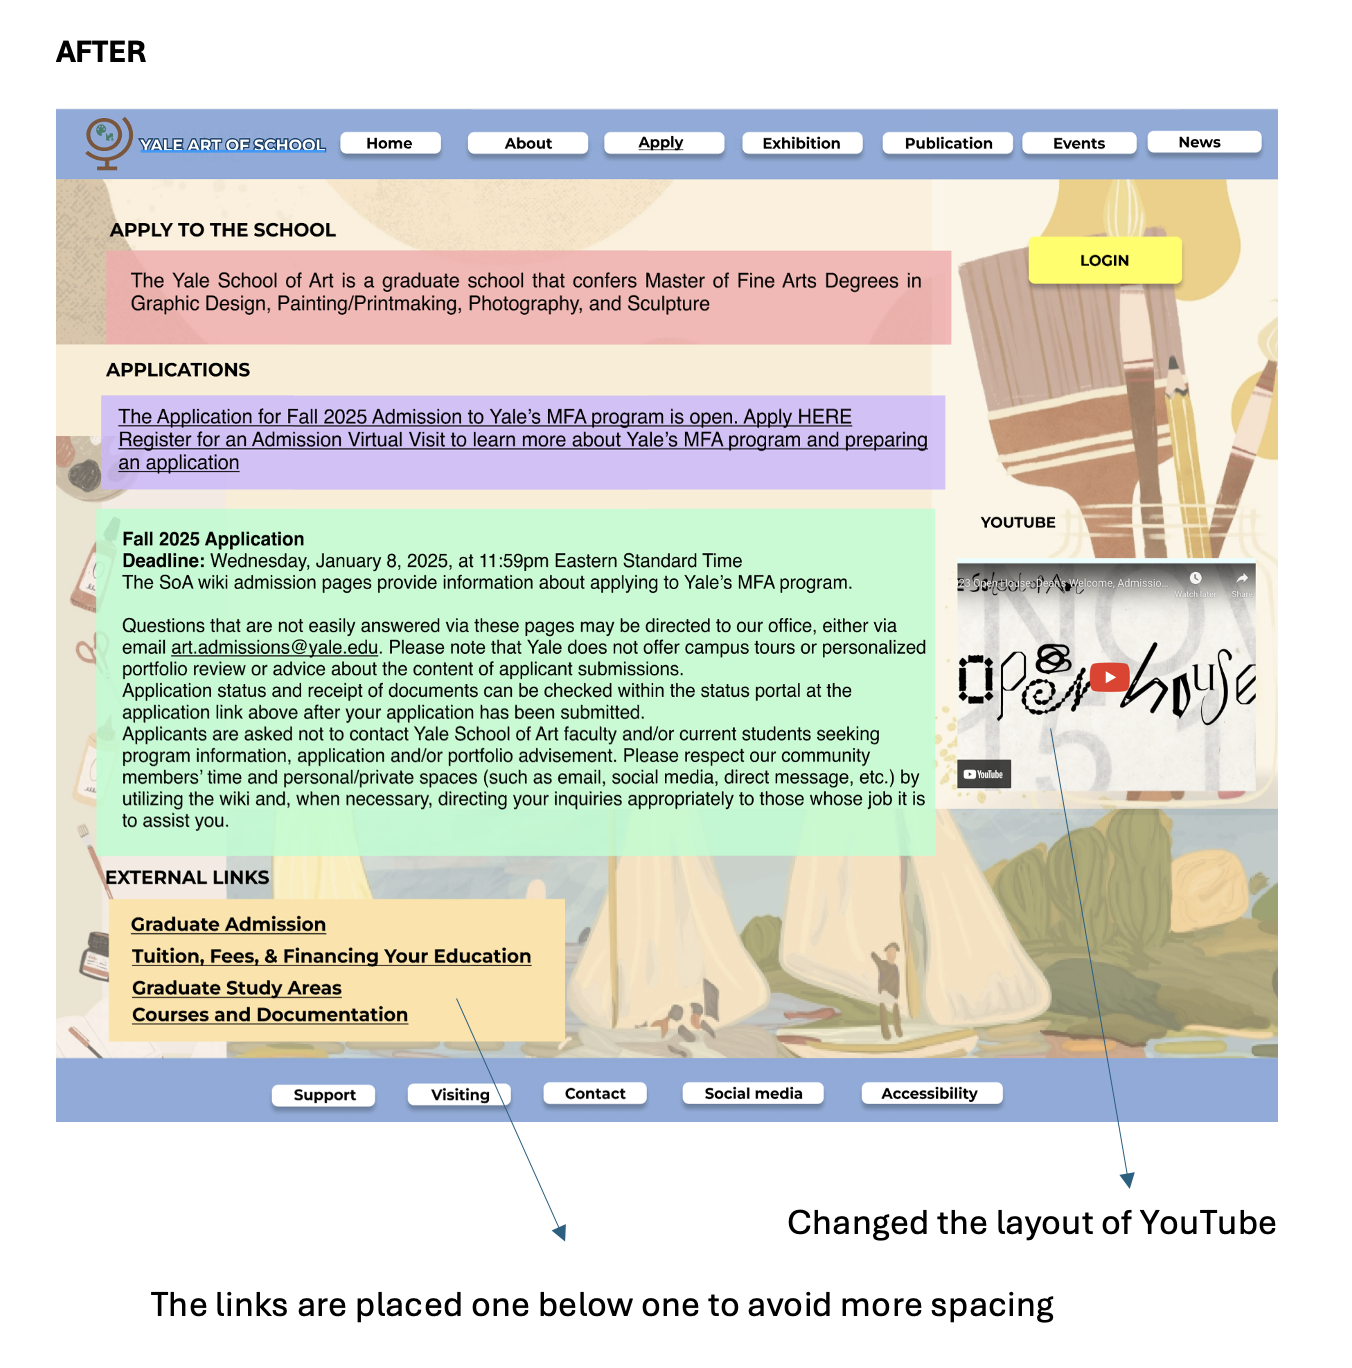 AFTER
YALE ART OF SCHOOL
Home
About
Apply
Exhibition
Publication
Events
News
APPLY TO THE SCHOOL
LOGIN
The Yale School of Art is a graduate school that confers Master of Fine Arts Degrees in
Graphic Design, Painting/Printmaking, Photography, and Sculpture
APPLICATIONS
The Application for Fall 2025 Admission to Yale’s MFA program is open. Apply HERE
Register for an Admission Virtual Visit to learn more about Yale’s MFA program and preparing
an application
Fall 2025 Application
Deadline: Wednesday, January 8, 2025, at 11:59pm Eastern Standard Time
The SoA wiki admission pages provide information about applying to Yale’s MFA program.
Questions that are not easily answered via these pages may be directed to our office, either via
email art.admissions@yale.edu. Please note that Yale does not offer campus tours or personalized
portfolio review or advice about the content of applicant submissions.
Application status and receipt of documents can be checked within the status portal at the
application link above after your application has been submitted.
Applicants are asked not to contact Yale School of Art faculty and/or current students seeking
program information, application and/or portfolio advisement. Please respect our community
members’ time and personal/private spaces (such as email, social media, direct message, etc.) by
utilizing the wiki and, when necessary, directing your inquiries appropriately to those whose job it is
to assist you.
YOUTUBE
23 Open House: Dean's Welcome, Admissio...
Watch later
Share
NOV
open house
15 1
YouTube
EXTERNAL LINKS
Graduate Admission
Tuition, Fees, & Financing Your Education
Graduate Study Areas
Courses and Documentation
Support
Visiting
Contact
Social media
Accessibility
Changed the layout of YouTube
The links are placed one below one to avoid more spacing